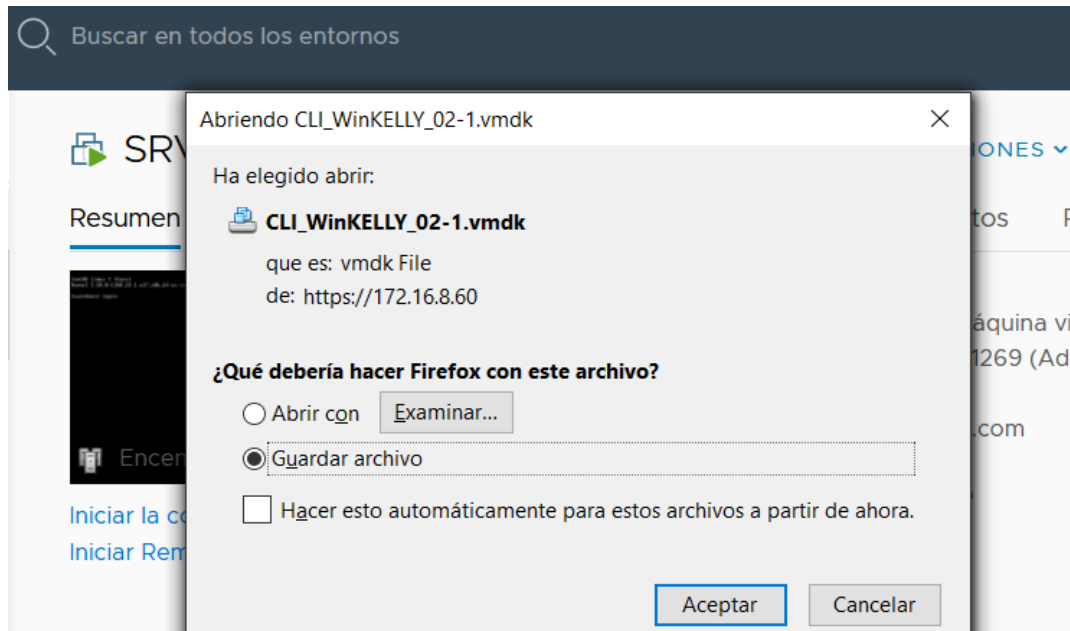 Buscar en todos los entornos
Abriendo CLI_WinKELLY_02-1.vmdk
SRV
IONES
Ha elegido abrir:
Resumen
CLI_WinKELLY_02-1.vmdk
tos
que es: vmdk File
de: https://172.16.8.60
áquina vi
1269 (Ad
¿Qué debería hacer Firefox con este archivo?
Abrir con
Examinar...
.com
Encen
Guardar archivo
Iniciar la co
Hacer esto automáticamente para estos archivos a partir de ahora.
Iniciar Rem
Aceptar
Cancelar